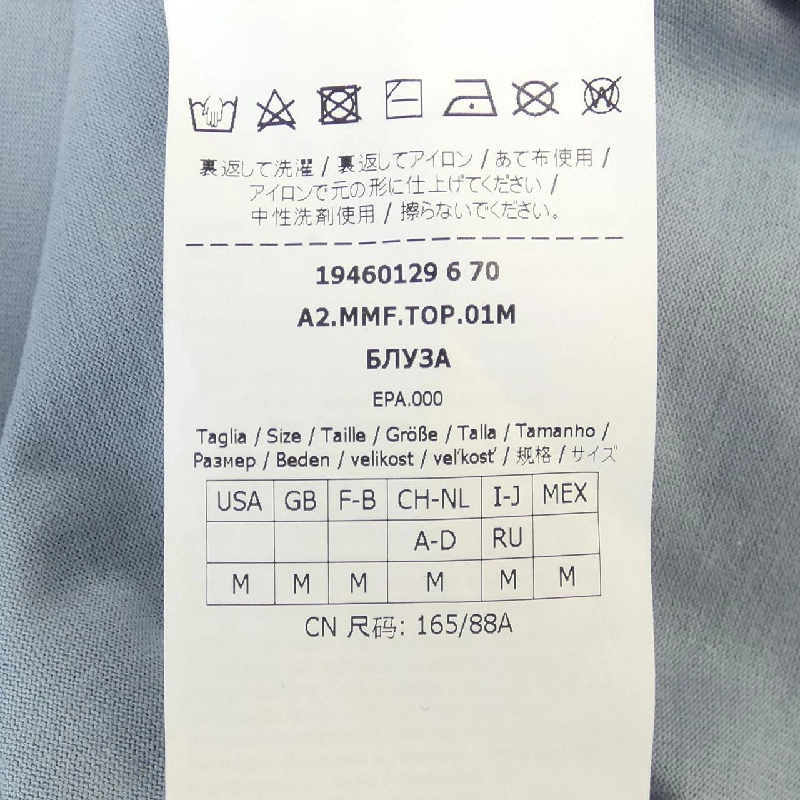 裏返して洗濯 / 裏返してアイロン / あて布使用 /
アイロンで元の形に仕上げてください /
中性洗剤使用 / 擦らないでください。
19460129 6 70
A2.MMF.TOP.01M
БЛУЗА
EPA.000
Taglia / Size / Taille / Größe / Talla / Tamanho /
Размер / Beden / velikost / veľkosť / 规格 / サイズ
USA GB F-B CH-NL I-J MEX
A-D RU
M M M M M M
CN 尺码: 165/88A